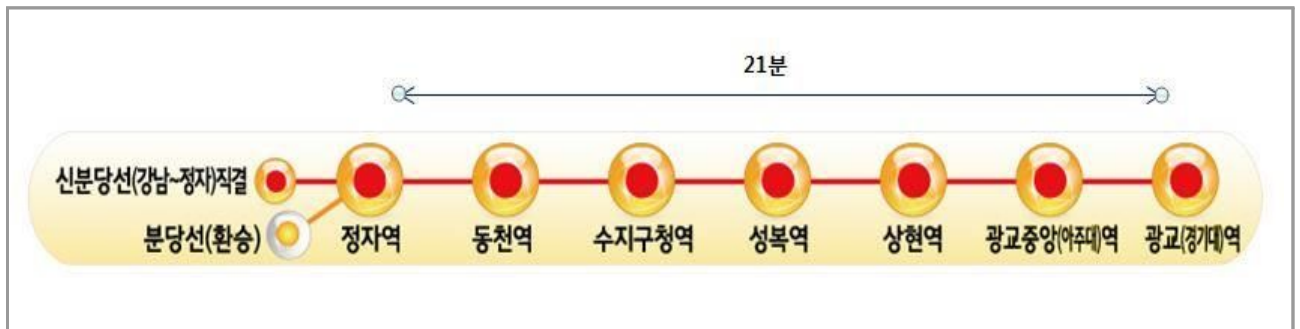 21분
신분당선(강남~정자)직결
분당선(환승)
정자역
동천역
수지구청역
성복역
상현역
광교중앙(아주대)역
광교(경기대)역